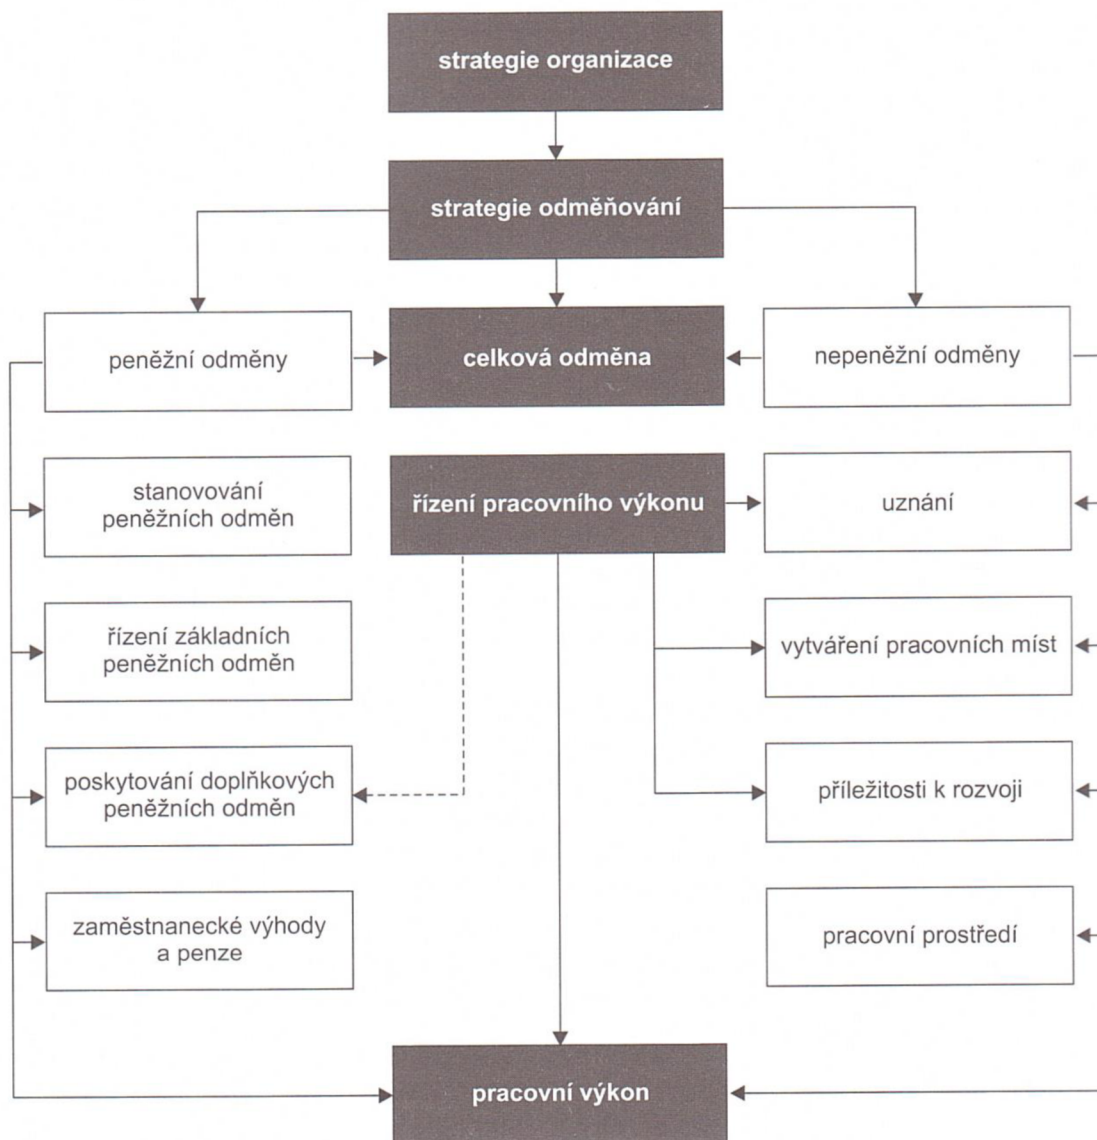 strategie organizace
strategie odměňování
peněžní odměny
celková odměna
nepeněžní odměny
stanovování
peněžních odměn
řízení pracovního výkonu
uznání
řízení základních
peněžních odměn
vytváření pracovních míst
poskytování doplňkových
peněžních odměn
příležitosti k rozvoji
zaměstnanecké výhody
a penze
pracovní prostředí
pracovní výkon